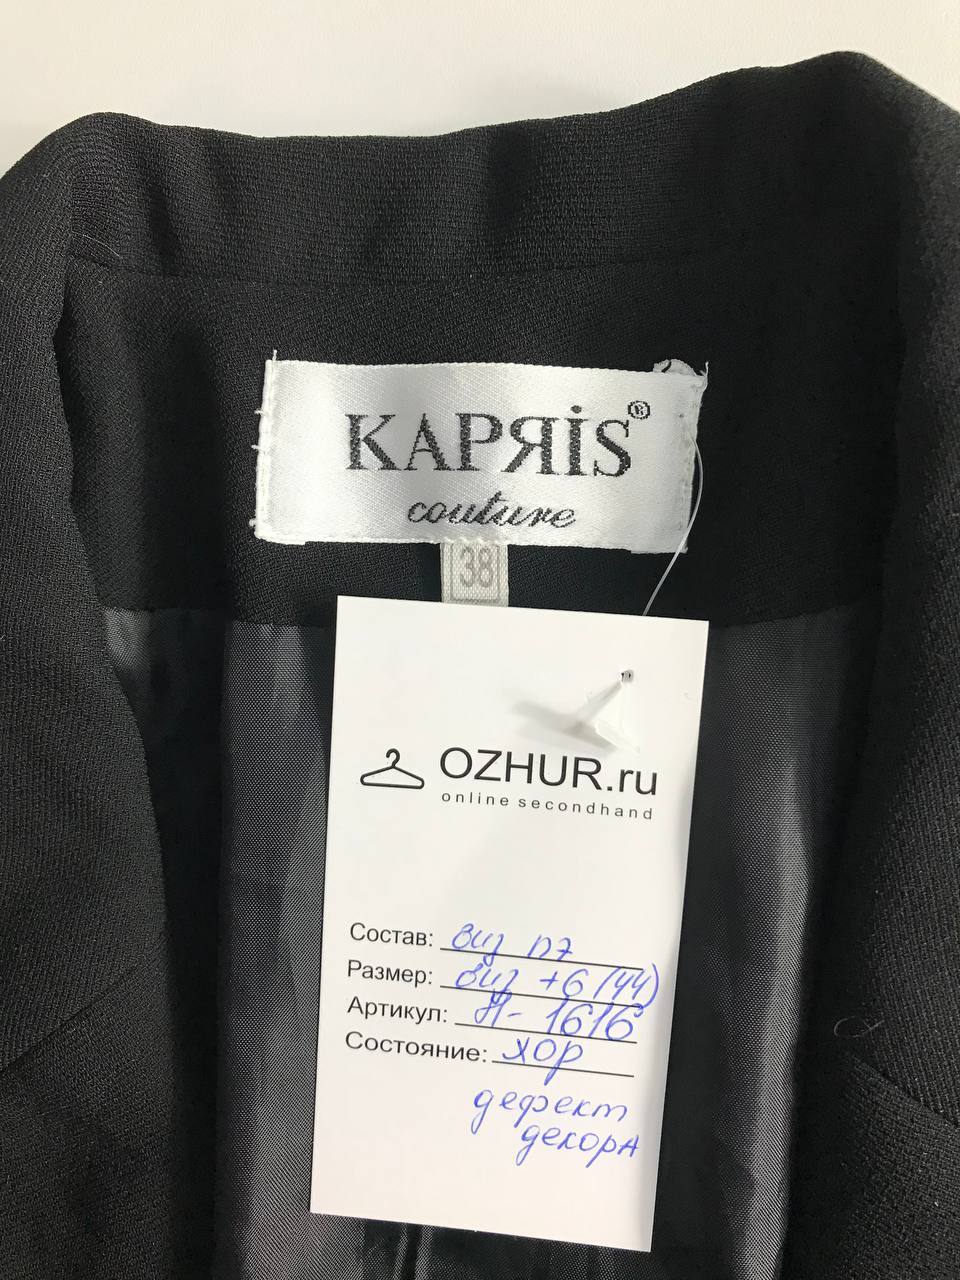 KAPЯiS®
couture
38
OZHUR.ru
online secondhand
Состав: виз пэ
Размер: виз +6 (44)
Артикул: Я-1616
Состояние: хор
дефект
декора